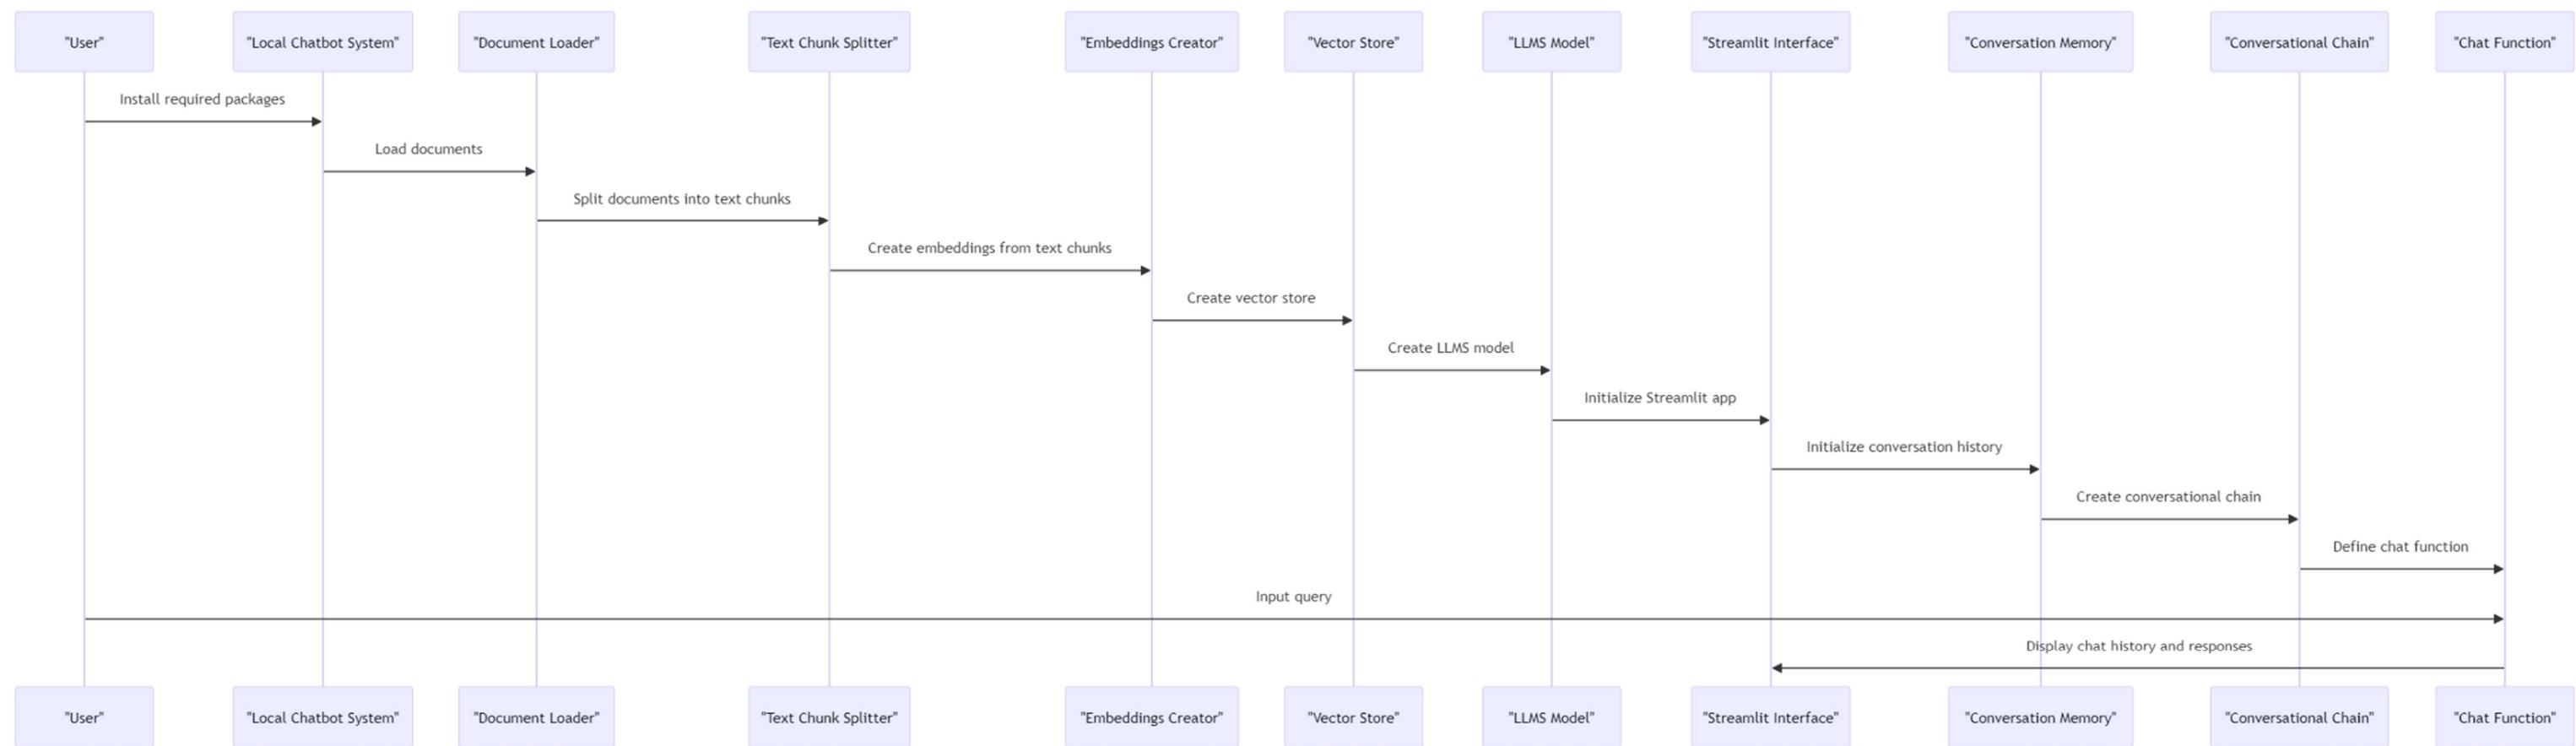 "User"
"Local Chatbot System"
"Document Loader"
"Text Chunk Splitter"
"Embeddings Creator"
"Vector Store"
"LLMS Model"
"Streamlit Interface"
"Conversation Memory"
"Conversational Chain"
"Chat Function"
Install required packages
Load documents
Split documents into text chunks
Create embeddings from text chunks
Create vector store
Create LLMS model
Initialize Streamlit app
Initialize conversation history
Create conversational chain
Define chat function
Input query
Display chat history and responses
"User"
"Local Chatbot System"
"Document Loader"
"Text Chunk Splitter"
"Embeddings Creator"
"Vector Store"
"LLMS Model"
"Streamlit Interface"
"Conversation Memory"
"Conversational Chain"
"Chat Function"